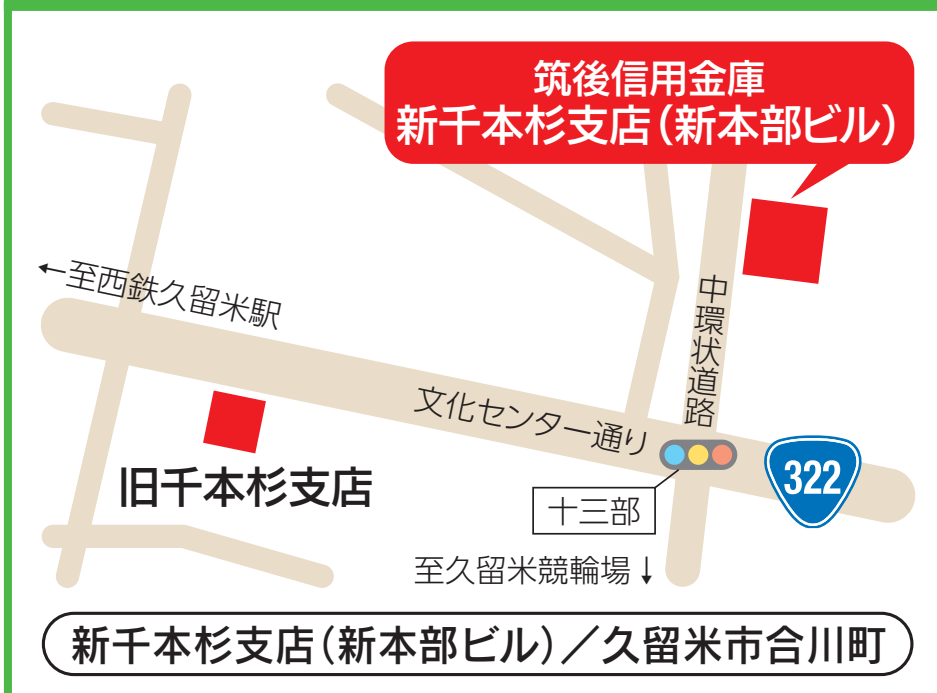 筑後信用金庫
新千本杉支店(新本部ビル)
←至西鉄久留米駅
中環状道路
文化センター通り
322
旧千本杉支店
十三部
至久留米競輪場↓
新千本杉支店(新本部ビル)／久留米市合川町